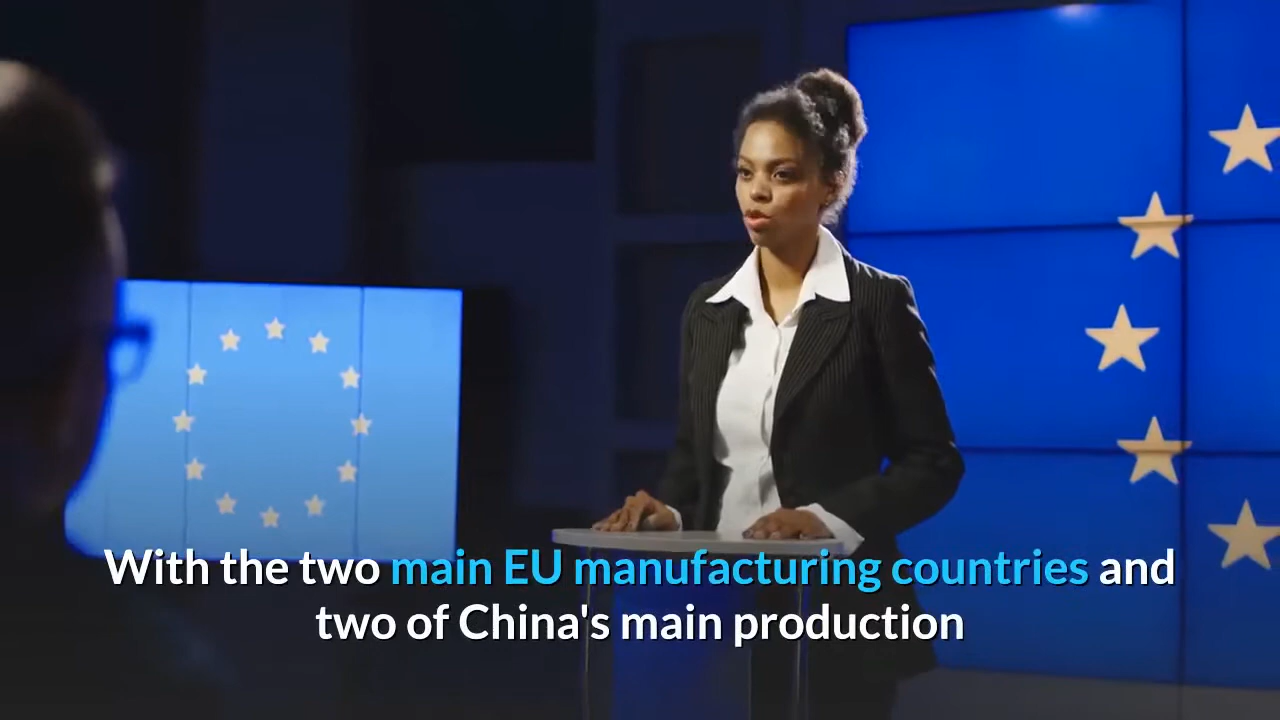 With the two main EU manufacturing countries and
two of China's main production